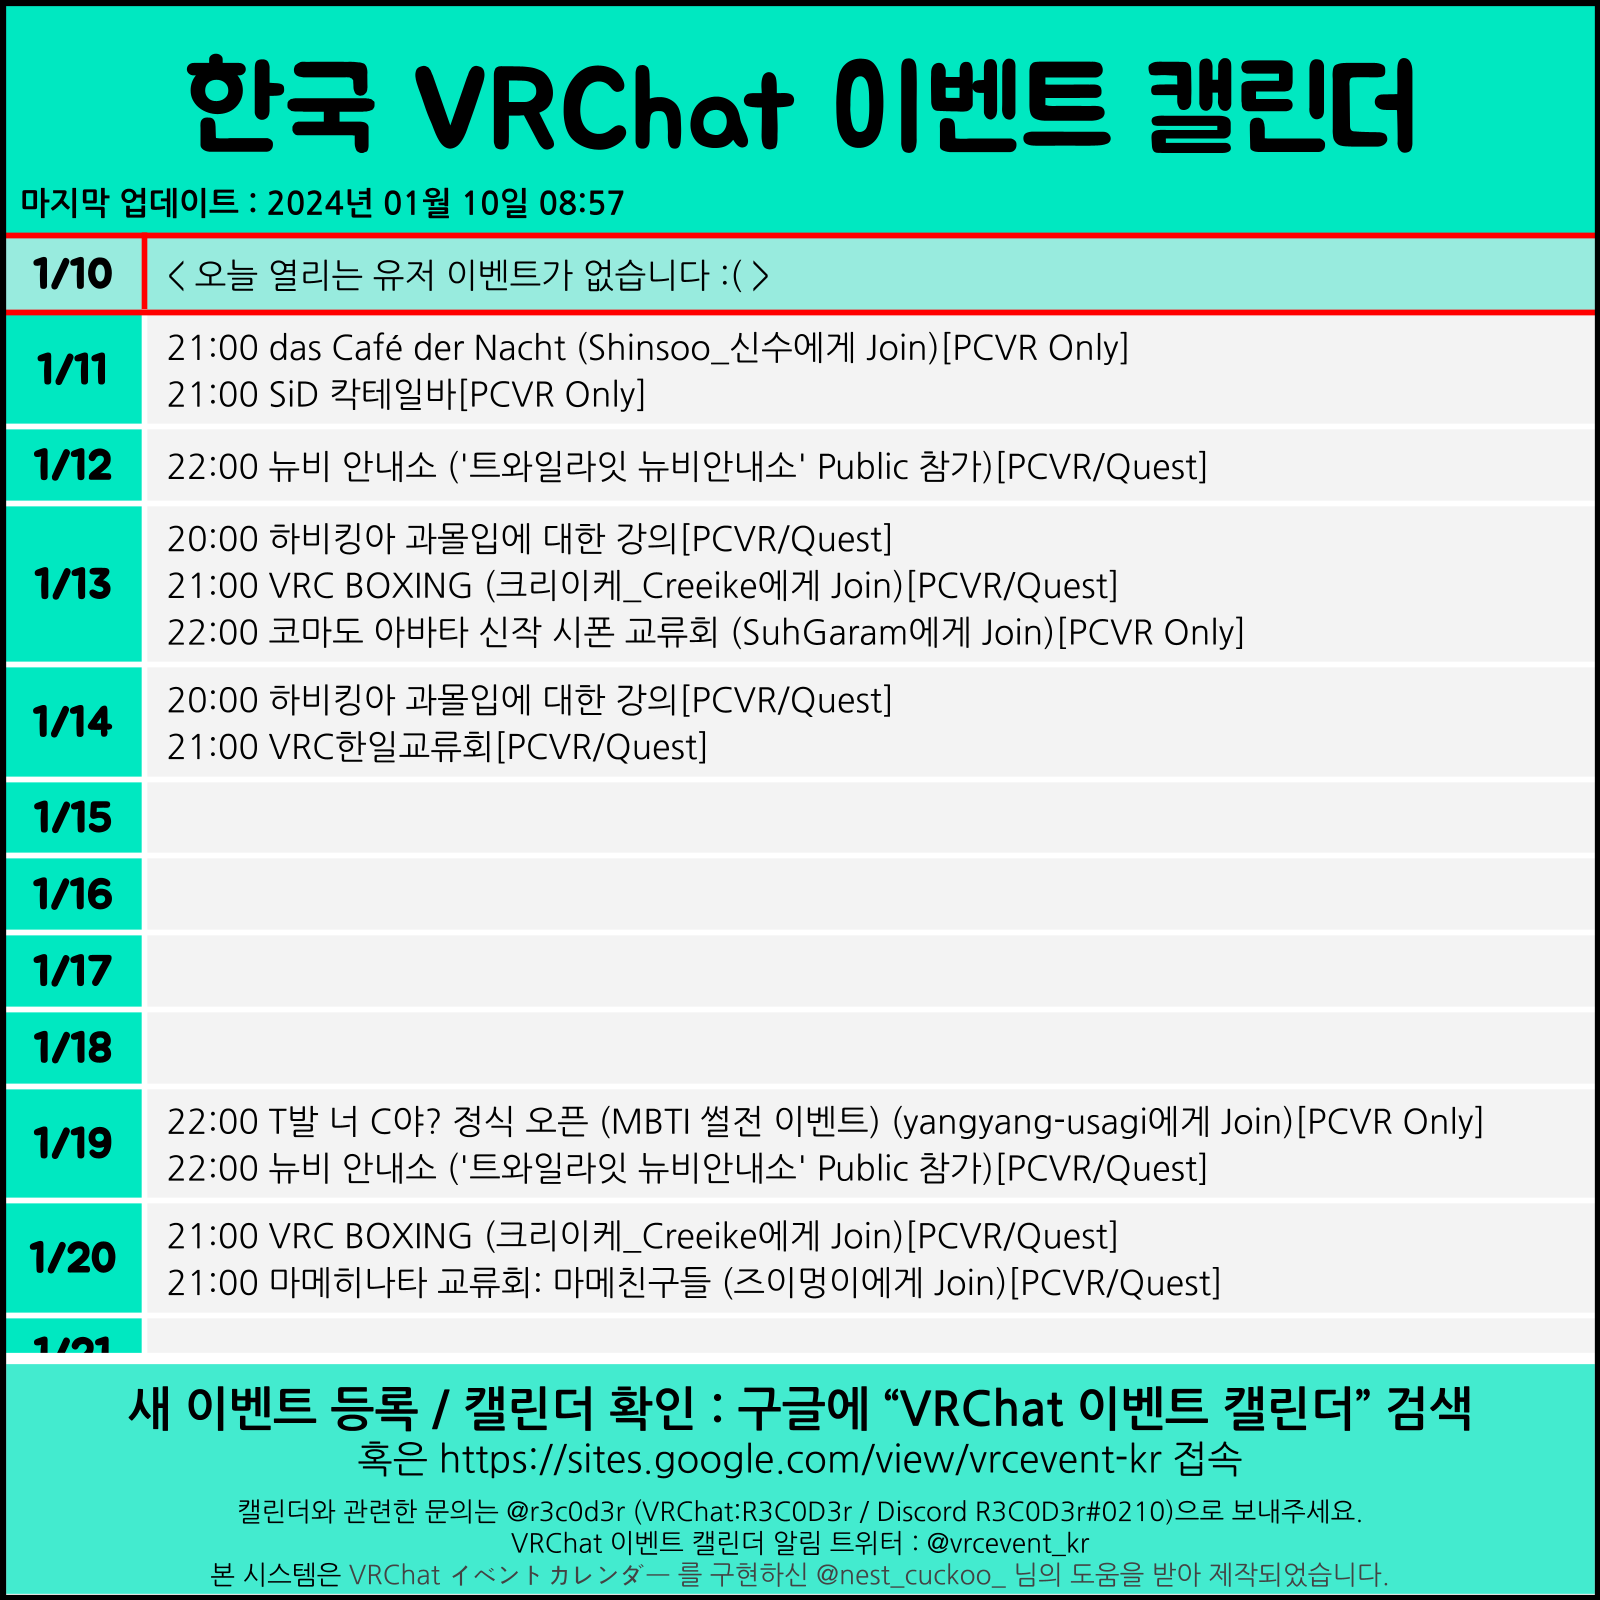 한국 VRChat 이벤트 캘린더
마지막 업데이트 : 2024년 01월 10일 08:57
1/10
< 오늘 열리는 유저 이벤트가 없습니다 :( >
1/11
21:00 das Café der Nacht (Shinsoo_신수에게 Join)[PCVR Only]
21:00 SiD 칵테일바[PCVR Only]
1/12
22:00 뉴비 안내소 ('트와일라잇 뉴비안내소' Public 참가)[PCVR/Quest]
1/13
20:00 하비킹아 과몰입에 대한 강의[PCVR/Quest]
21:00 VRC BOXING (크리이케_Creeike에게 Join)[PCVR/Quest]
22:00 코마도 아바타 신작 시폰 교류회 (SuhGaram에게 Join)[PCVR Only]
1/14
20:00 하비킹아 과몰입에 대한 강의[PCVR/Quest]
21:00 VRC한일교류회[PCVR/Quest]
1/15
1/16
1/17
1/18
1/19
22:00 T발 너 C야? 정식 오픈 (MBTI 썰전 이벤트) (yangyang-usagi에게 Join)[PCVR Only]
22:00 뉴비 안내소 ('트와일라잇 뉴비안내소' Public 참가)[PCVR/Quest]
1/20
21:00 VRC BOXING (크리이케_Creeike에게 Join)[PCVR/Quest]
21:00 마메히나타 교류회: 마메친구들 (즈이멍이에게 Join)[PCVR/Quest]
1/21
새 이벤트 등록 / 캘린더 확인 : 구글에 “VRChat 이벤트 캘린더” 검색
혹은 https://sites.google.com/view/vrcevent-kr 접속
캘린더와 관련한 문의는 @r3c0d3r (VRChat:R3C0D3r / Discord R3C0D3r#0210)으로 보내주세요.
VRChat 이벤트 캘린더 알림 트위터 : @vrcevent_kr
본 시스템은 VRChat イベントカレンダー 를 구현하신 @nest_cuckoo_ 님의 도움을 받아 제작되었습니다.